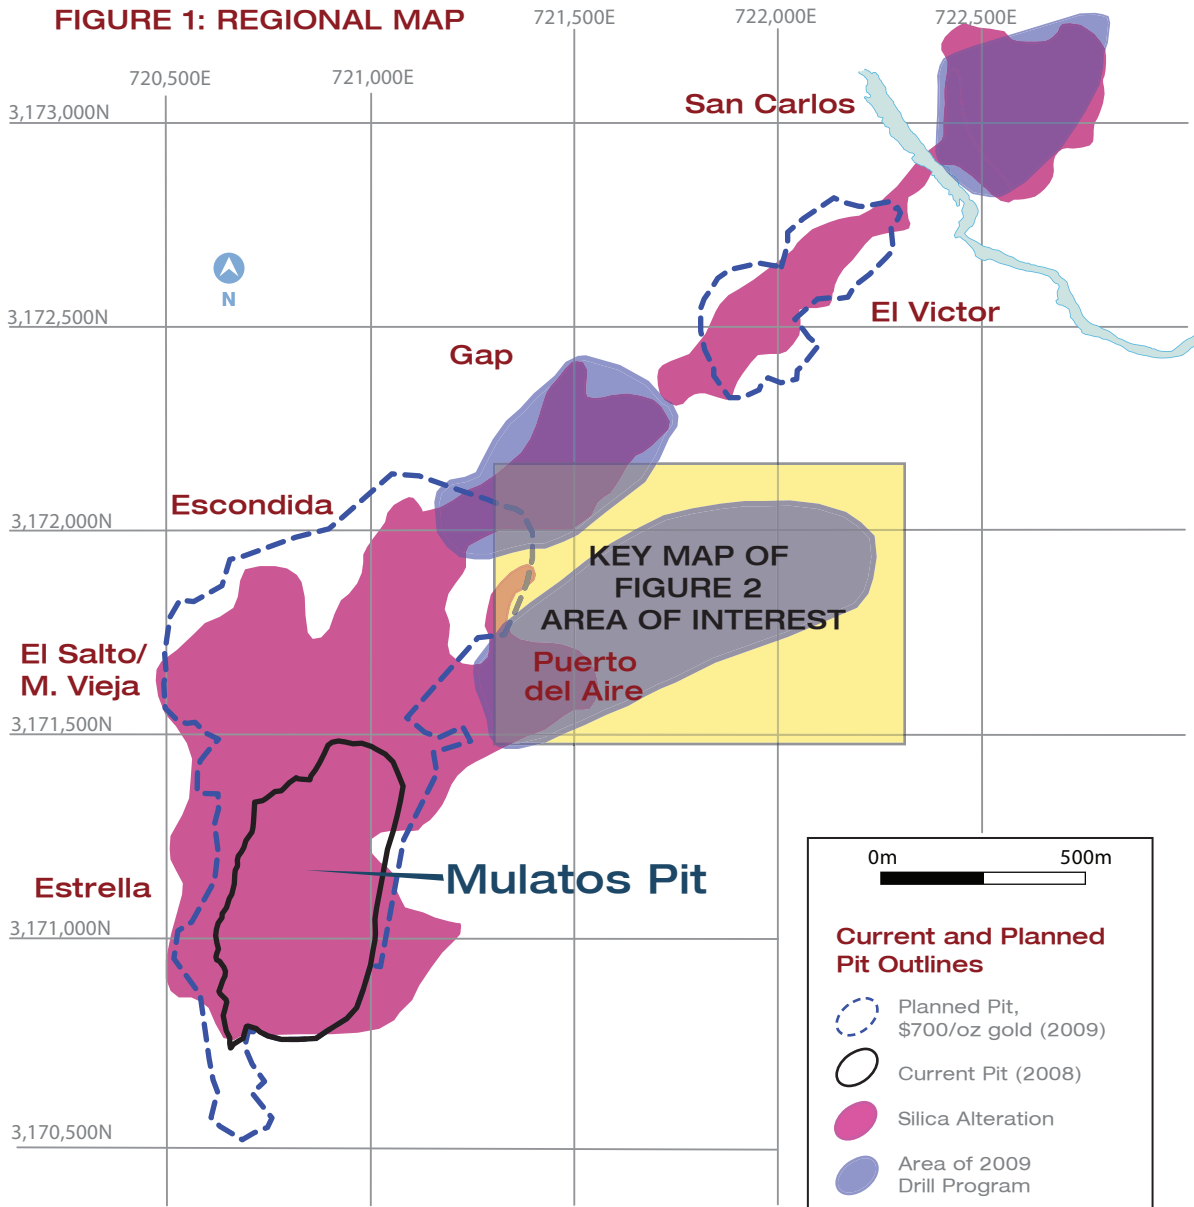 FIGURE 1: REGIONAL MAP
721,500E
722,000E
722,500E
720,500E
721,000E
San Carlos
3,173,000N
N
3,172,500N
El Victor
Gap
Escondida
3,172,000N
KEY MAP OF
FIGURE 2
AREA OF INTEREST
El Salto/
M. Vieja
Puerto
del Aire
3,171,500N
Mulatos Pit
Estrella
3,171,000N
3,170,500N
0m
500m
Current and Planned
Pit Outlines
Planned Pit,
$700/oz gold (2009)
Current Pit (2008)
Silica Alteration
Area of 2009
Drill Program